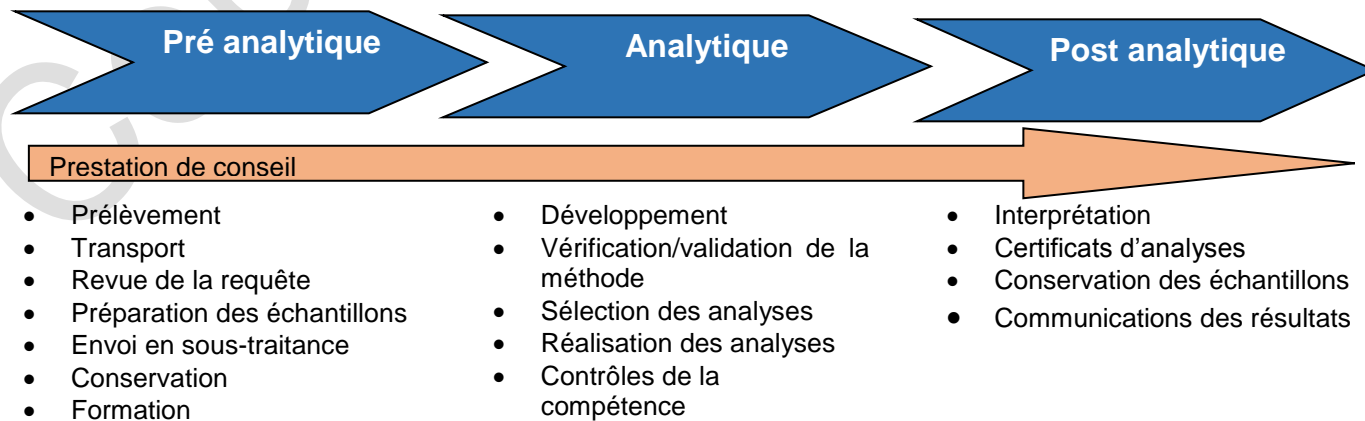 Pré analytique
Analytique
Post analytique
Prestation de conseil
• Prélèvement
• Transport
• Revue de la requête
• Préparation des échantillons
• Envoi en sous-traitance
• Conservation
• Formation
• Développement
• Vérification/validation de la
méthode
• Sélection des analyses
• Réalisation des analyses
• Contrôles de la
compétence
• Interprétation
• Certificats d'analyses
• Conservation des échantillons
• Communications des résultats